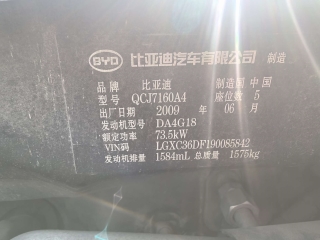 BYD 比亚迪汽车有限公司 制造
品牌 比亚迪 制造国 中国
型号 QCJ7160A4 座位数 5
出厂日期 2009 年 06 月
发动机型号 DA4G18
额定功率 73.5kW
VIN码 LGXC36DF190085842
发动机排量 1584mL 总质量 1575kg